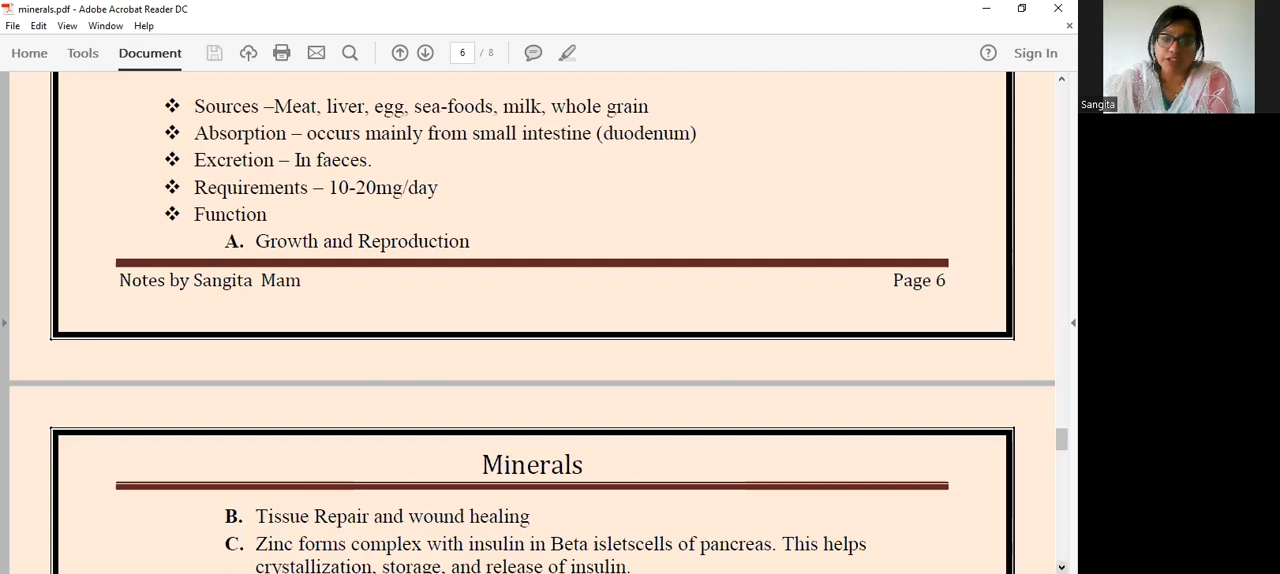 minerals.pdf - Adobe Acrobat Reader DC
File Edit View Window Help
Home Tools Document 6 / 8 Sign In
Sangita
❖ Sources –Meat, liver, egg, sea-foods, milk, whole grain
❖ Absorption – occurs mainly from small intestine (duodenum)
❖ Excretion – In faeces.
❖ Requirements – 10-20mg/day
❖ Function
A. Growth and Reproduction
Notes by Sangita Mam Page 6
Minerals
B. Tissue Repair and wound healing
C. Zinc forms complex with insulin in Beta isletscells of pancreas. This helps
crystallization, storage, and release of insulin.